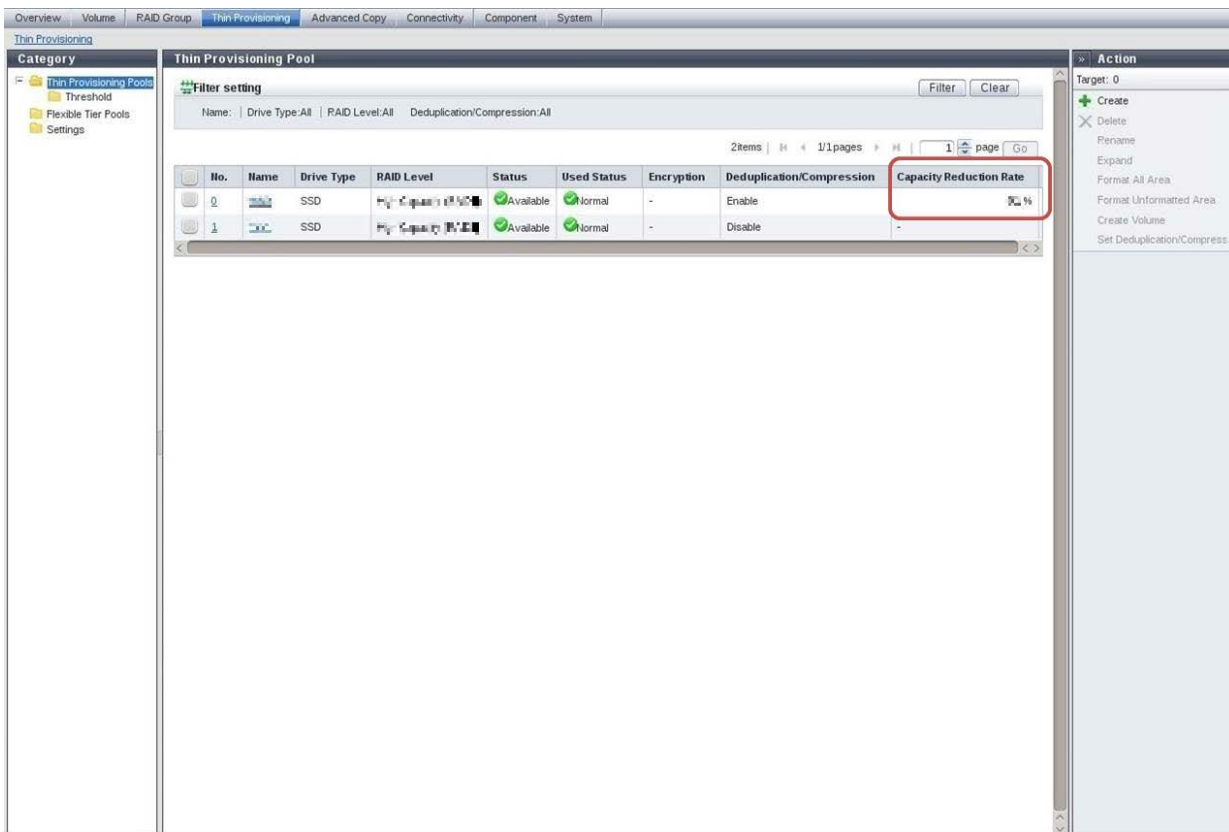 Overview Volume RAID Group Thin Provisioning Advanced Copy Connectivity Component System
Thin Provisioning
Category
Thin Provisioning Pools
Threshold
Flexible Tier Pools
Settings
Thin Provisioning Pool
Filter setting Filter Clear
Name: Drive Type:All RAID Level:All Deduplication/Compression:All
2items 1/1pages 1 page Go
No. Name Drive Type RAID Level Status Used Status Encryption Deduplication/Compression Capacity Reduction Rate
0 SSD Available Normal - Enable %
1 SSD Available Normal - Disable -
» Action
Target: 0
Create
Delete
Rename
Expand
Format All Area
Format Unformatted Area
Create Volume
Set Deduplication/Compress